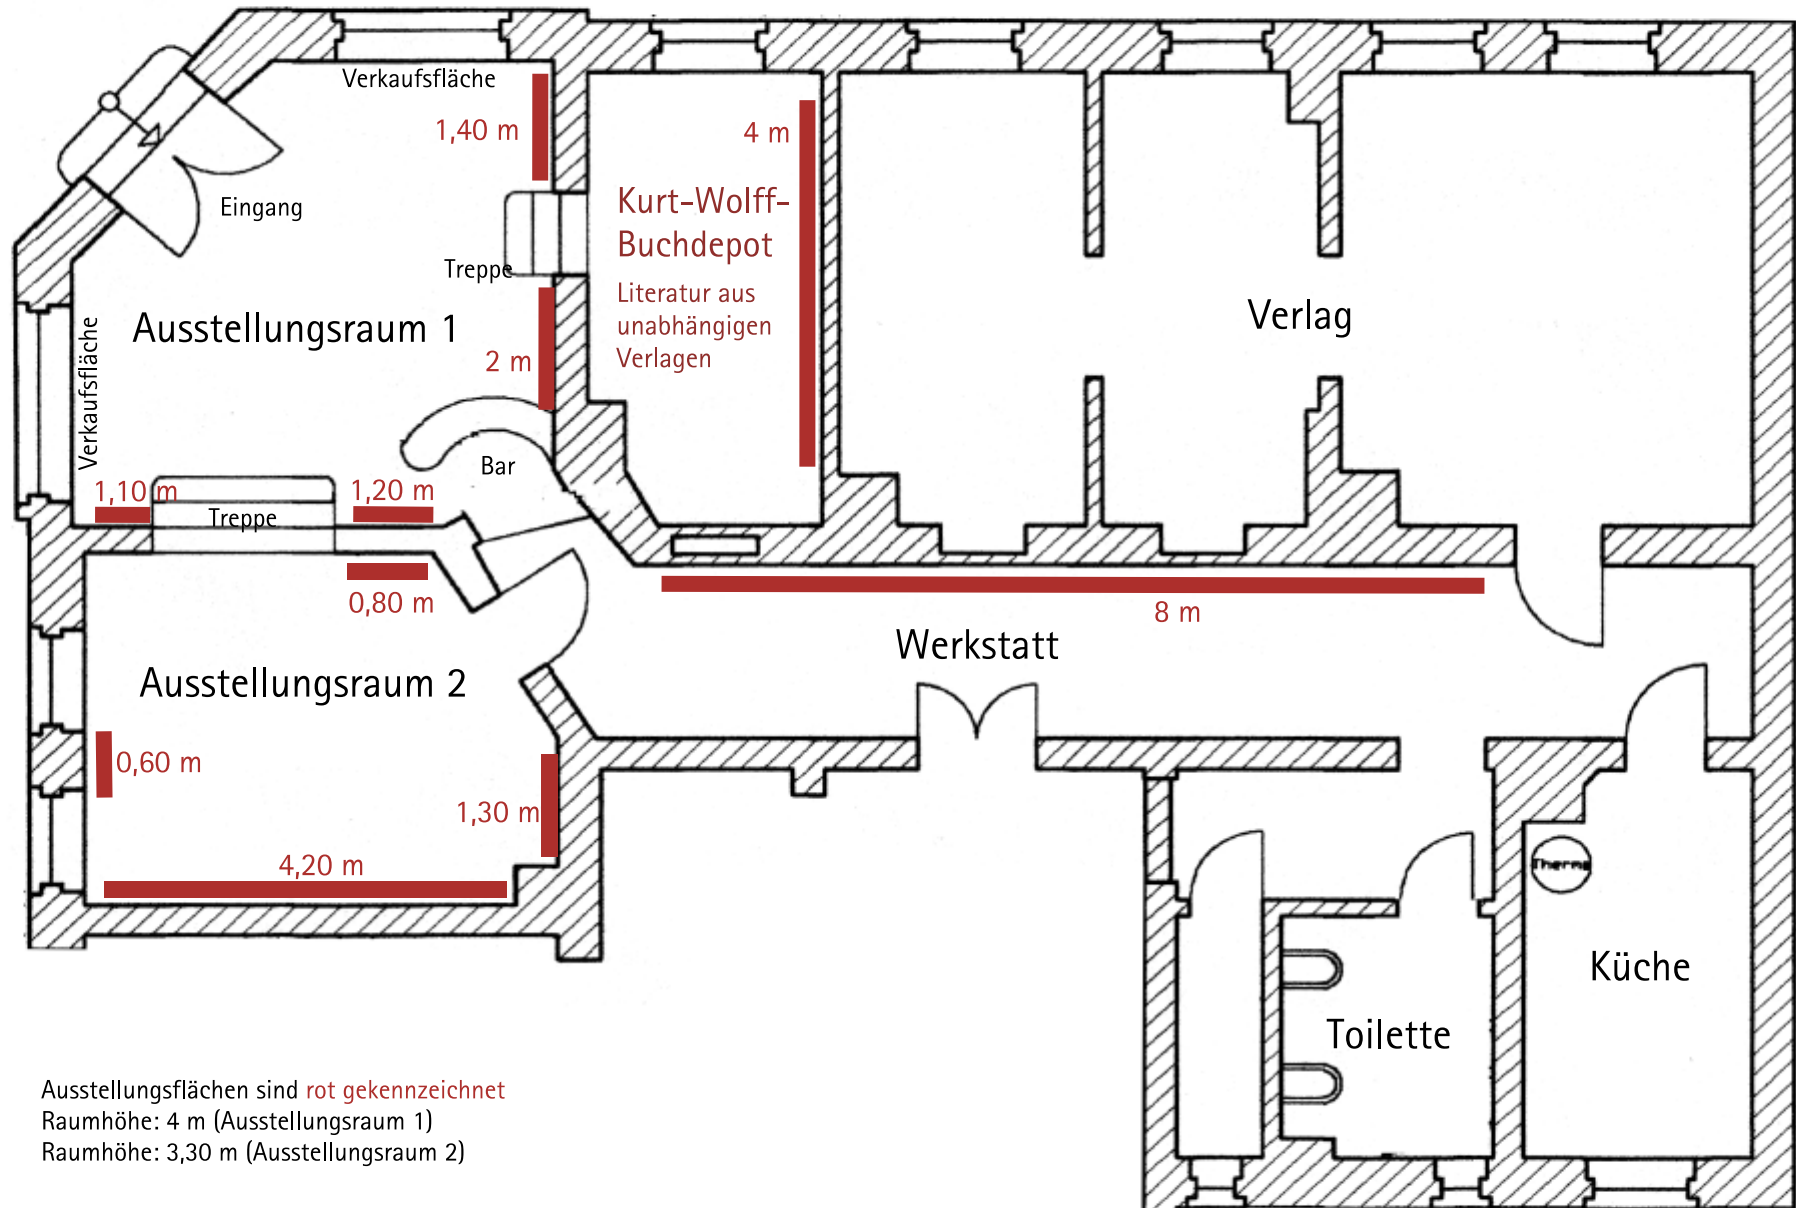 Verkaufsfläche
1,40 m
4 m
Kurt-Wolff-
Buchdepot
Literatur aus
unabhängigen
Verlagen
Eingang
Treppe
Ausstellungsraum 1
Verkaufsfläche
2 m
Verlag
Bar
1,10 m
Treppe
1,20 m
0,80 m
8 m
Werkstatt
Ausstellungsraum 2
0,60 m
1,30 m
4,20 m
Therme
Küche
Toilette
Ausstellungsflächen sind rot gekennzeichnet
Raumhöhe: 4 m (Ausstellungsraum 1)
Raumhöhe: 3,30 m (Ausstellungsraum 2)